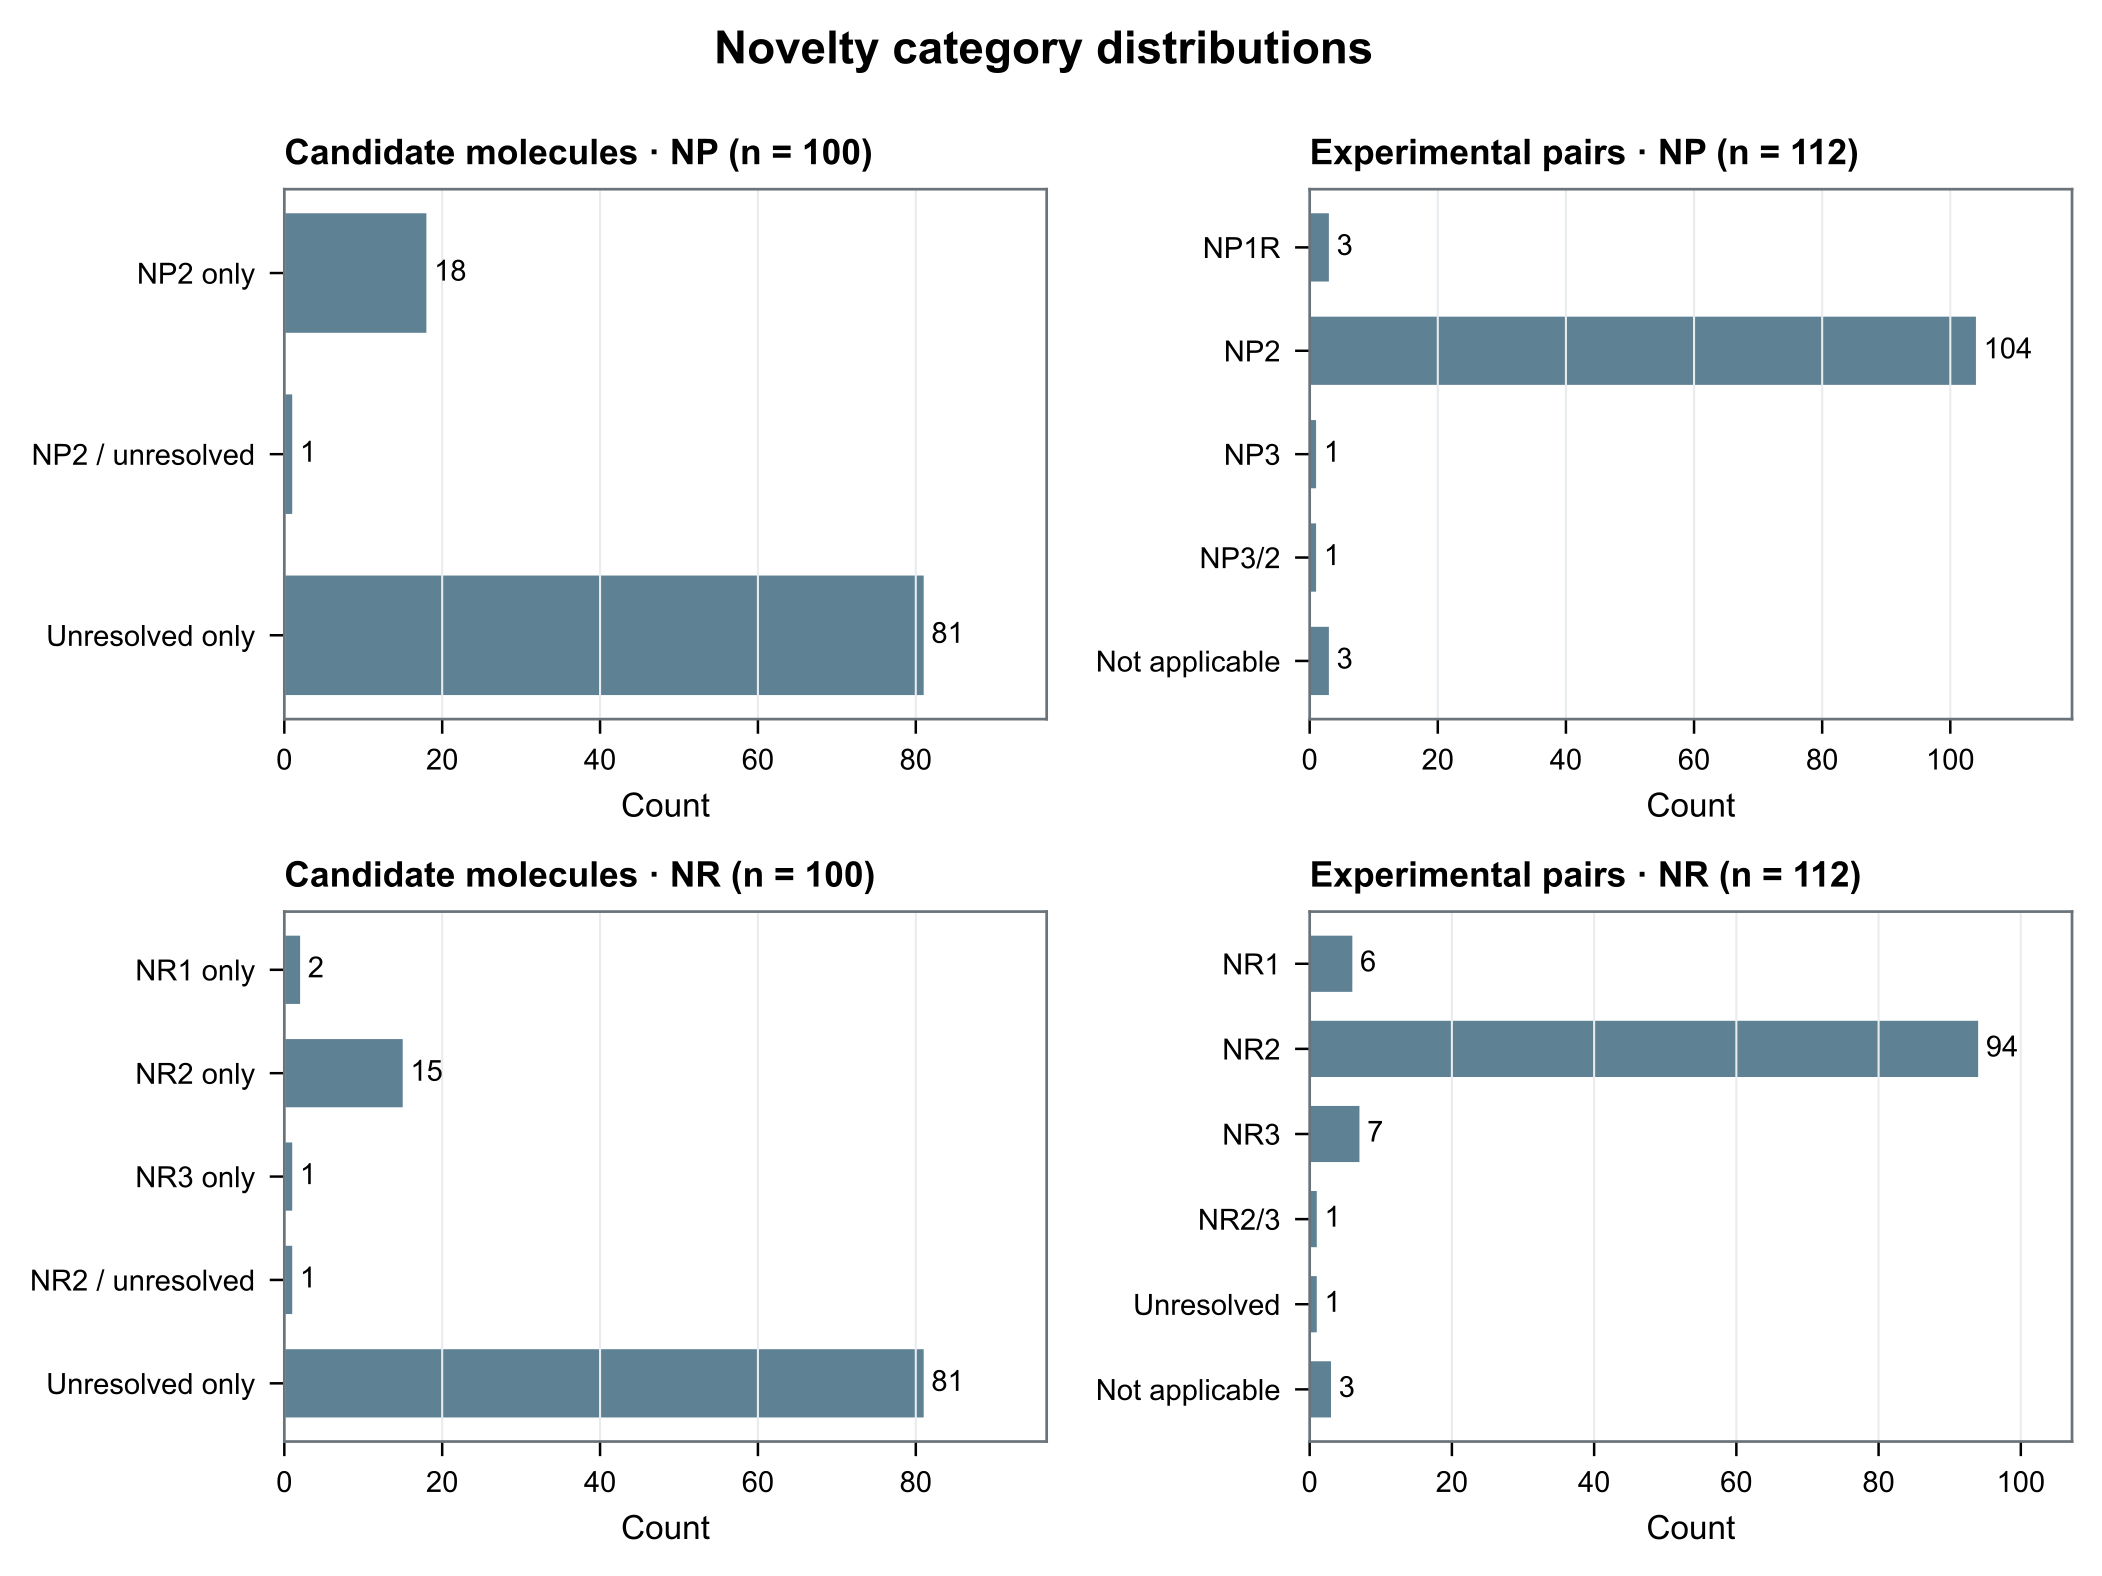 Novelty category distributions
Candidate molecules · NP (n = 100)
NP2 only
18
NP2 / unresolved
1
Unresolved only
81
0 20 40 60 80
Count
Experimental pairs · NP (n = 112)
NP1R
3
NP2
104
NP3
1
NP3/2
1
Not applicable
3
0 20 40 60 80 100
Count
Candidate molecules · NR (n = 100)
NR1 only
2
NR2 only
15
NR3 only
1
NR2 / unresolved
1
Unresolved only
81
0 20 40 60 80
Count
Experimental pairs · NR (n = 112)
NR1
6
NR2
94
NR3
7
NR2/3
1
Unresolved
1
Not applicable
3
0 20 40 60 80 100
Count